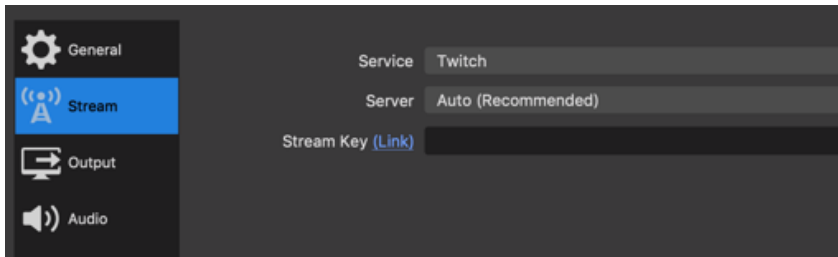 General
Stream
Output
Audio
Service Twitch
Server Auto (Recommended)
Stream Key (Link)